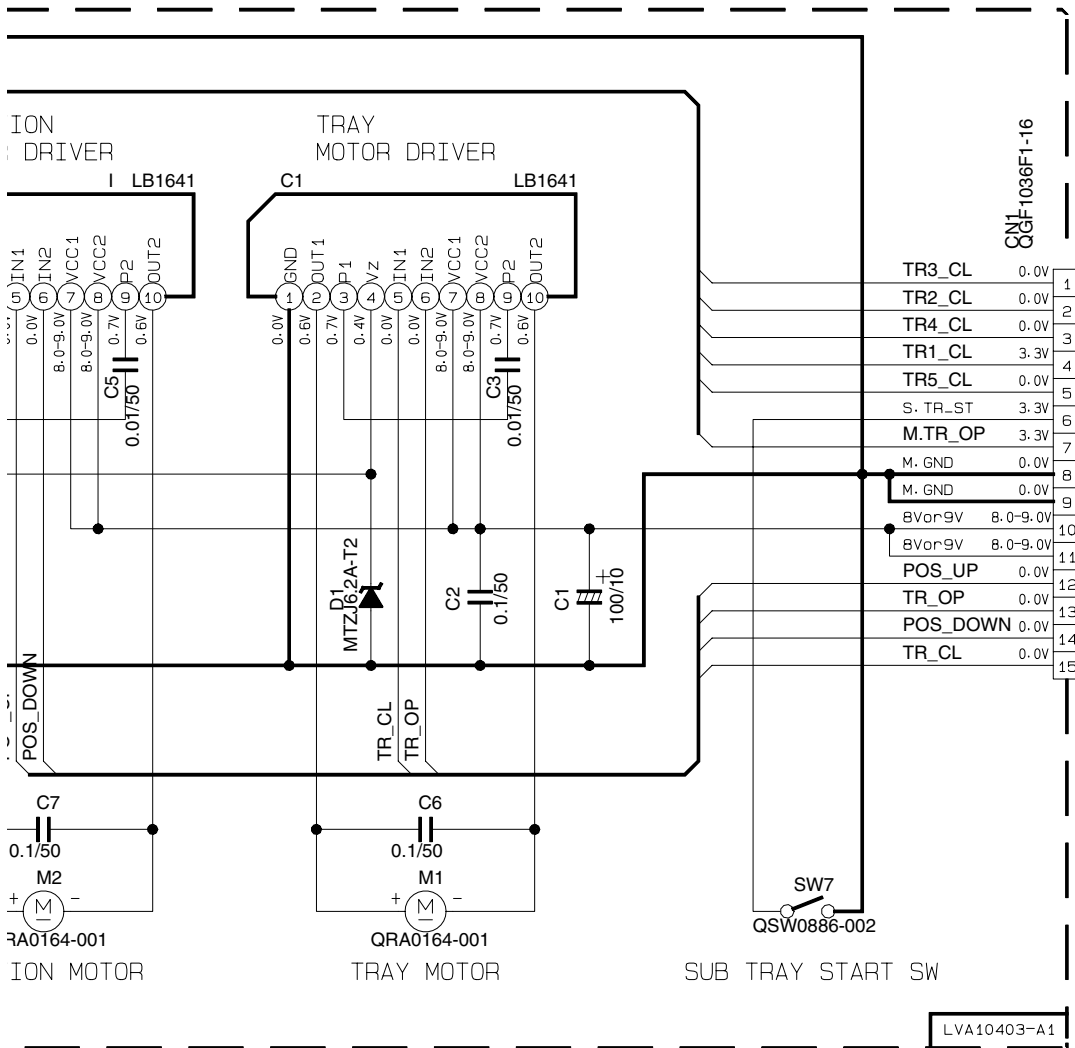 ION
DRIVER
TRAY
MOTOR DRIVER
I LB1641
C1 LB1641
IN1 IN2 VCC1 VCC2 P2 OUT2
5 6 7 8 9 10
0.0V 8.0-9.0V 8.0-9.0V 0.7V 0.6V
GND OUT1 P1 Vz IN1 IN2 VCC1 VCC2 P2 OUT2
1 2 3 4 5 6 7 8 9 10
0.0V 0.6V 0.7V 0.4V 0.0V 0.0V 8.0-9.0V 8.0-9.0V 0.7V 0.6V
C5
0.01/50
C3
0.01/50
CN1
QGF1036F1-16
TR3_CL 0.0V 1
TR2_CL 0.0V 2
TR4_CL 0.0V 3
TR1_CL 3.3V 4
TR5_CL 0.0V 5
S.TR_ST 3.3V 6
M.TR_OP 3.3V 7
M.GND 0.0V 8
M.GND 0.0V 9
8Vor9V 8.0-9.0V 10
8Vor9V 8.0-9.0V 11
POS_UP 0.0V 12
TR_OP 0.0V 13
POS_DOWN 0.0V 14
TR_CL 0.0V 15
D1
MTZJ6.2A-T2
C2
0.1/50
C1
+
100/10
POS_DOWN
TR_CL
TR_OP
C7
0.1/50
M2
+ M -
RA0164-001
ION MOTOR
C6
0.1/50
M1
+ M -
QRA0164-001
TRAY MOTOR
SW7
QSW0886-002
SUB TRAY START SW
LVA10403-A1